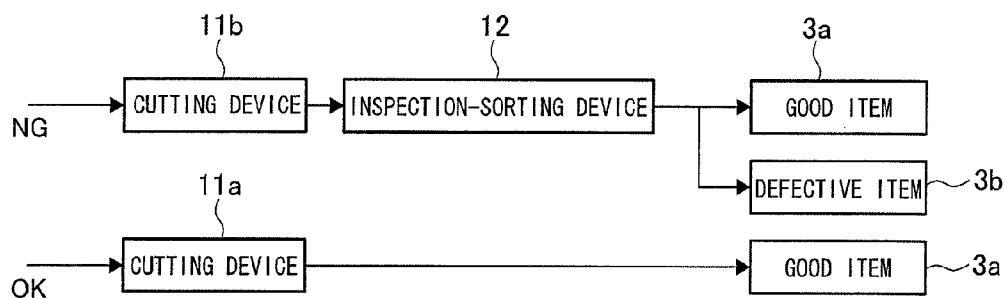 11b
12
3a
NG
CUTTING DEVICE
INSPECTION-SORTING DEVICE
GOOD ITEM
DEFECTIVE ITEM
3b
11a
OK
CUTTING DEVICE
GOOD ITEM
3a